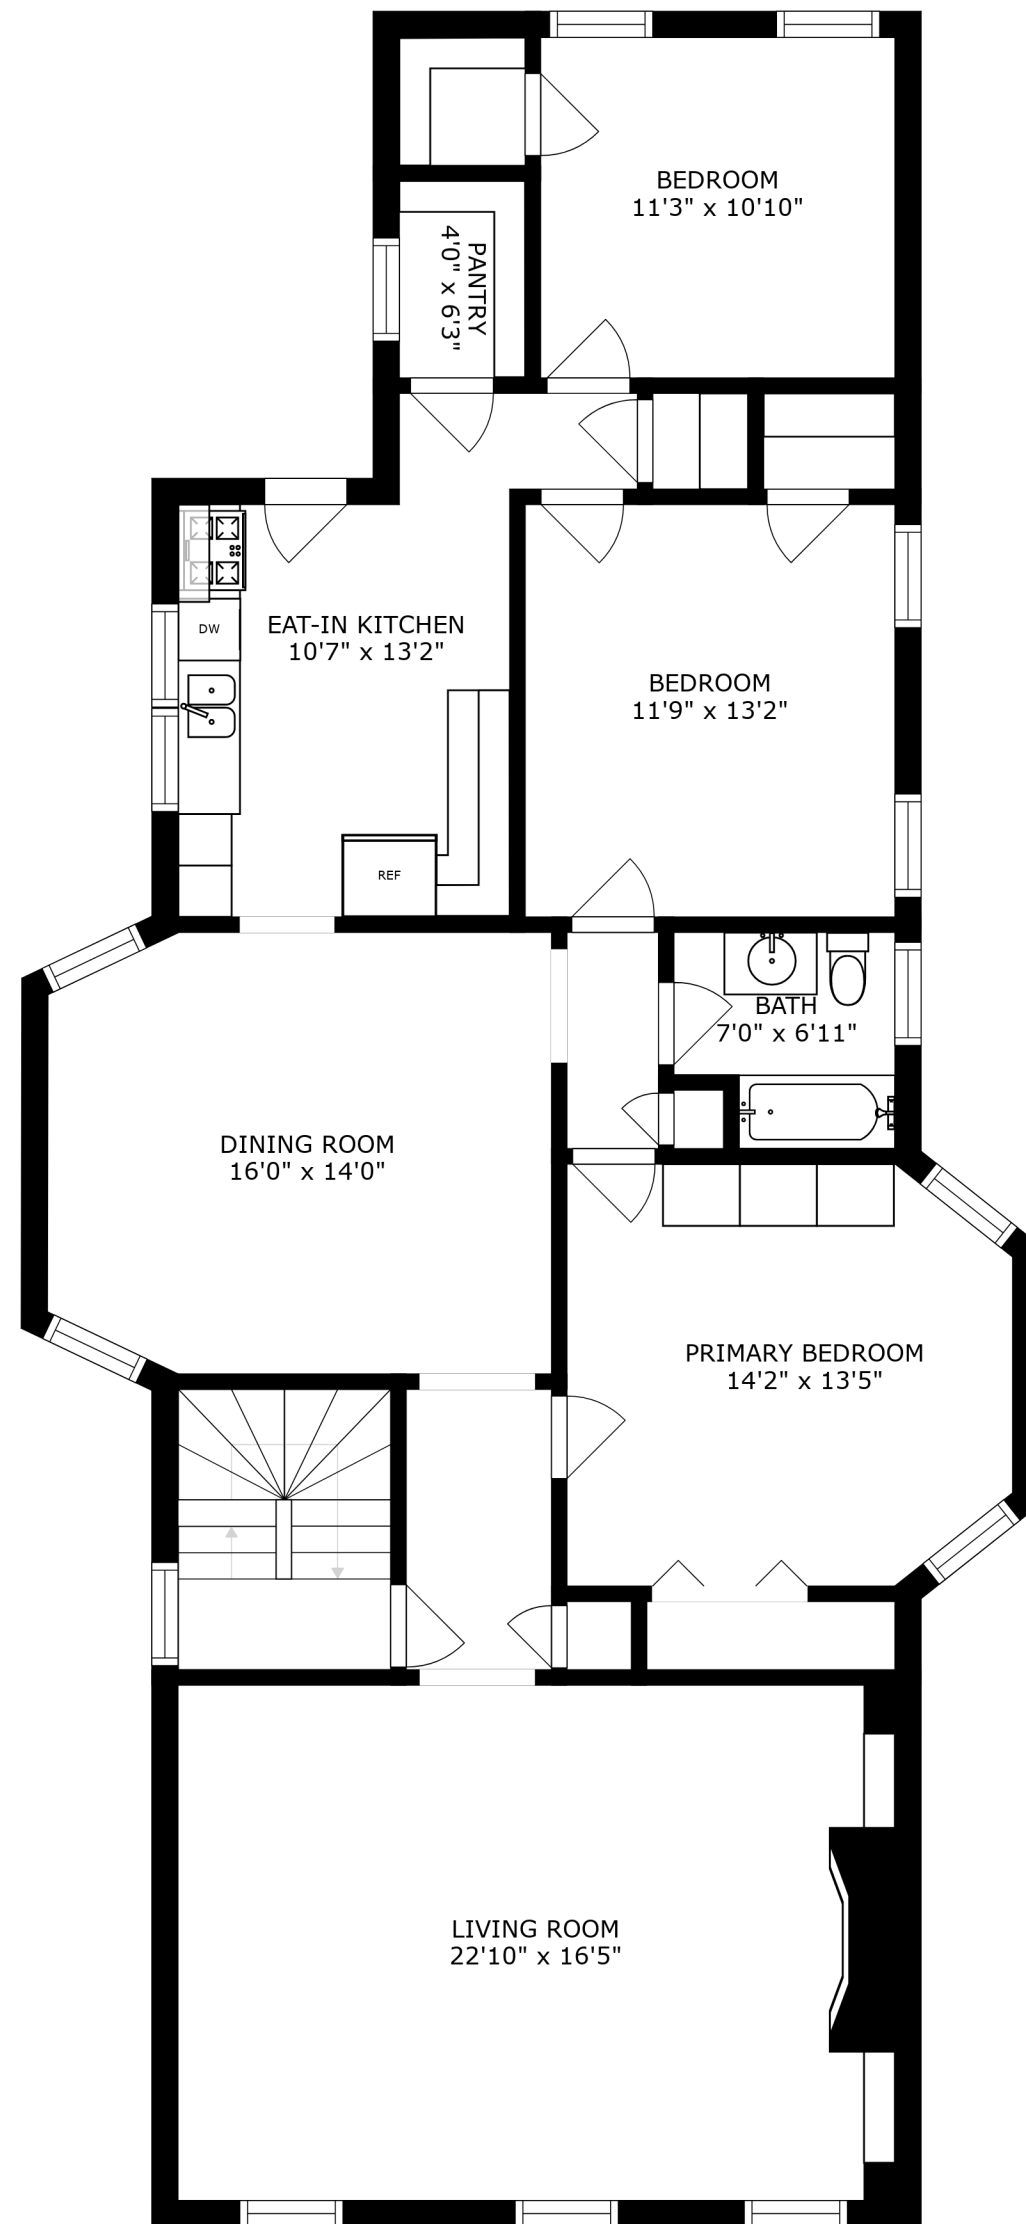 BEDROOM
11'3" x 10'10"
PANTRY
4'0" x 6'3"
EAT-IN KITCHEN
10'7" x 13'2"
DW
BEDROOM
11'9" x 13'2"
REF
BATH
7'0" x 6'11"
DINING ROOM
16'0" x 14'0"
PRIMARY BEDROOM
14'2" x 13'5"
LIVING ROOM
22'10" x 16'5"